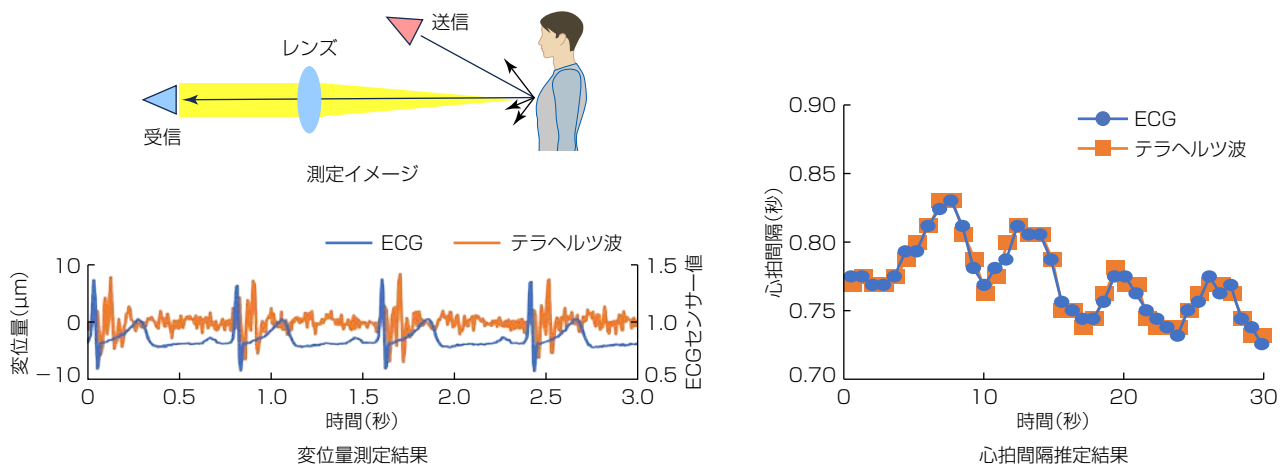 送信
レンズ
受信
測定イメージ
ECG
テラヘルツ波
変位量(μm)
10
0
−10
1.5
1.0
0.5
ECGセンサー値
0
0.5
1.0
1.5
2.0
2.5
3.0
時間(秒)
変位量測定結果
ECG
テラヘルツ波
心拍間隔(秒)
0.90
0.85
0.80
0.75
0.70
0
10
20
30
時間(秒)
心拍間隔推定結果